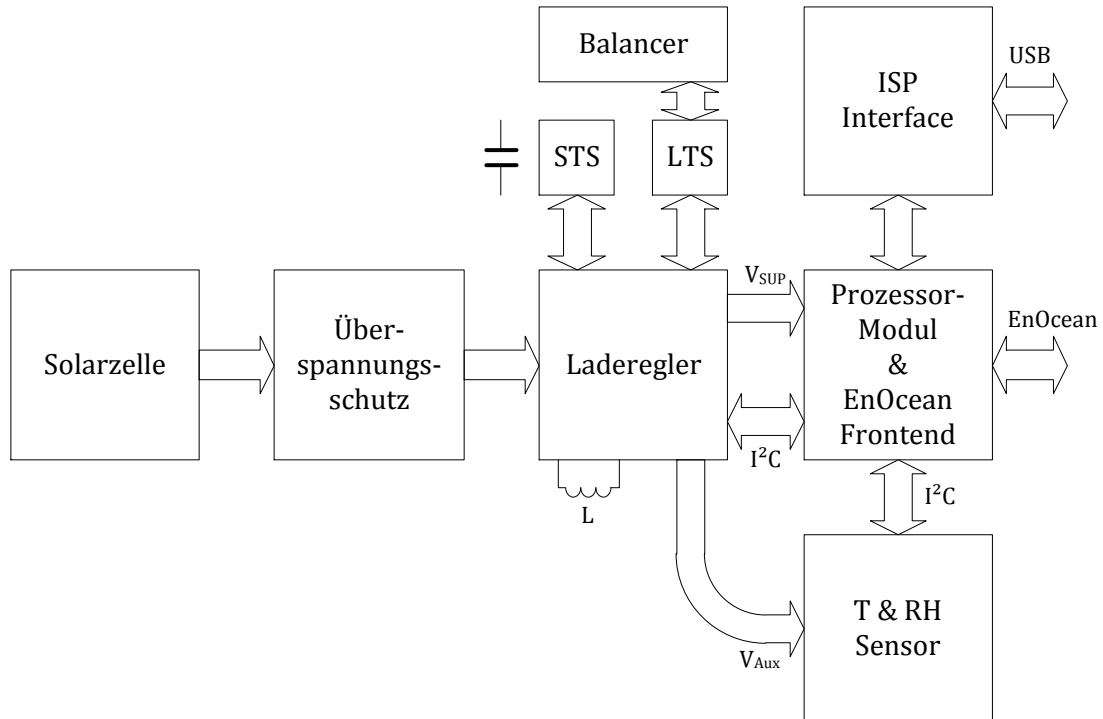 Balancer
STS
LTS
ISP
Interface
USB
Solarzelle
Über-
spannungs-
schutz
Laderegler
VSUP
I²C
L
Prozessor-
Modul
&
EnOcean
Frontend
EnOcean
I²C
VAux
T & RH
Sensor